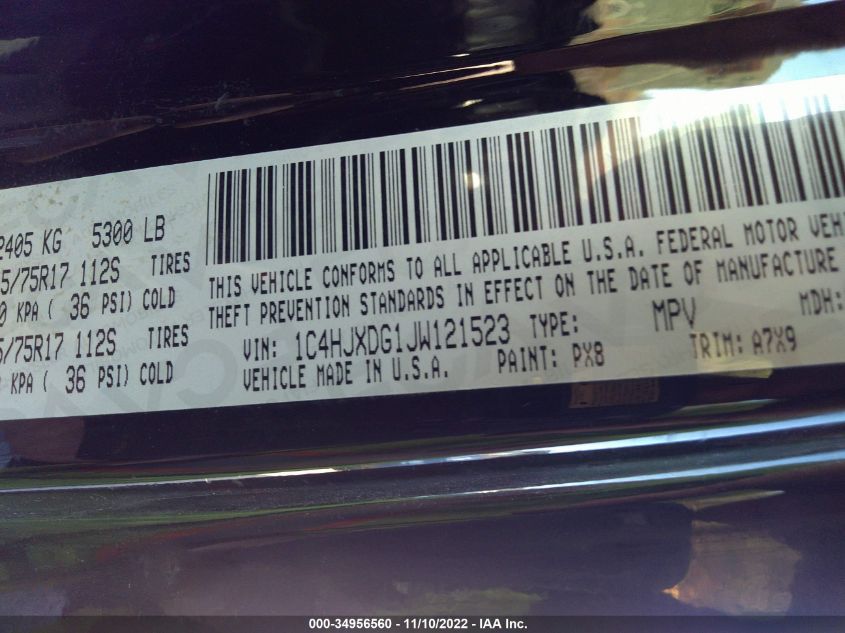 2405 KG 5300 LB
5/75R17 112S TIRES
0 KPA ( 36 PSI) COLD
5/75R17 112S TIRES
KPA ( 36 PSI) COLD
THIS VEHICLE CONFORMS TO ALL APPLICABLE U.S.A. FEDERAL MOTOR VEHI
THEFT PREVENTION STANDARDS IN EFFECT ON THE DATE OF MANUFACTURE
VIN: 1C4HJXDG1JW121523 TYPE: MPV MDH:
VEHICLE MADE IN U.S.A. PAINT: PX8 TRIM: A7X9
000-34956560 - 11/10/2022 - IAA Inc.